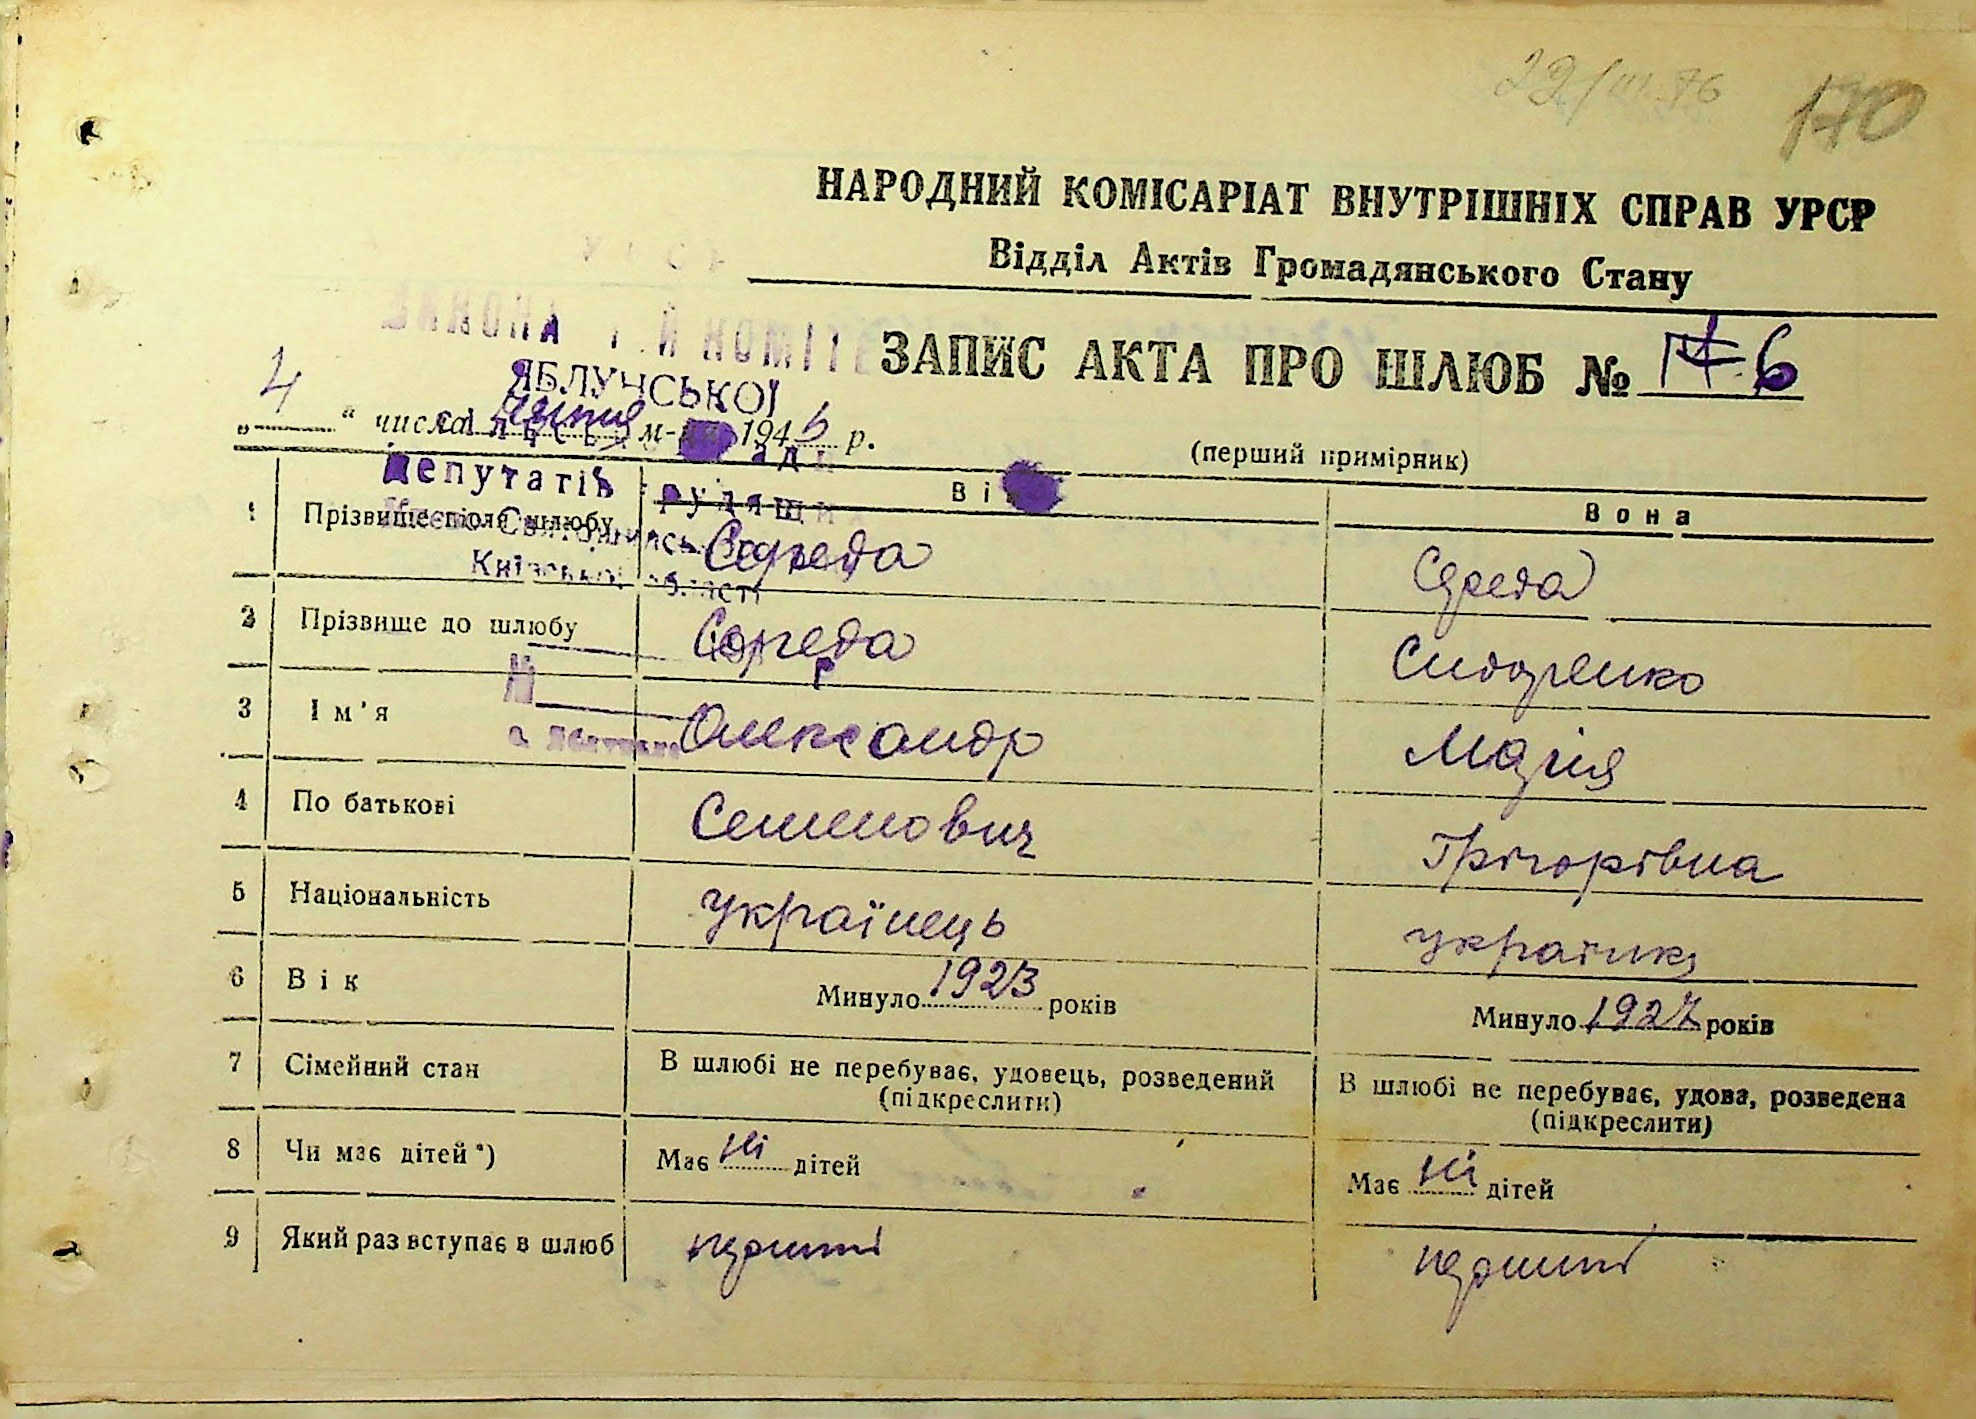 22/III.76
170
НАРОДНИЙ КОМІСАРІАТ ВНУТРІШНІХ СПРАВ УРСР
Відділ Актів Громадянського Стану
ЗАПИС АКТА ПРО ШЛЮБ № 6
ЯБЛУНСЬКОЇ
„ 4 “ числа м- 194 р.
(перший примірник)
депутатів трудящих
Київської області
Він Вона
1 Прізвище після шлюбу Середа Середа
2 Прізвище до шлюбу Середа Сидоренко
3 Ім'я Олександр Марія
4 По батькові Семенович Грігорівна
5 Національність українець українка
6 Вік Минуло 1923 років Минуло 1927 років
7 Сімейний стан В шлюбі не перебуває, удовець, розведений В шлюбі не перебуває, удова, розведена
(підкреслити) (підкреслити)
8 Чи має дітей*) Має ні дітей Має ні дітей
9 Який раз вступає в шлюб перший перший